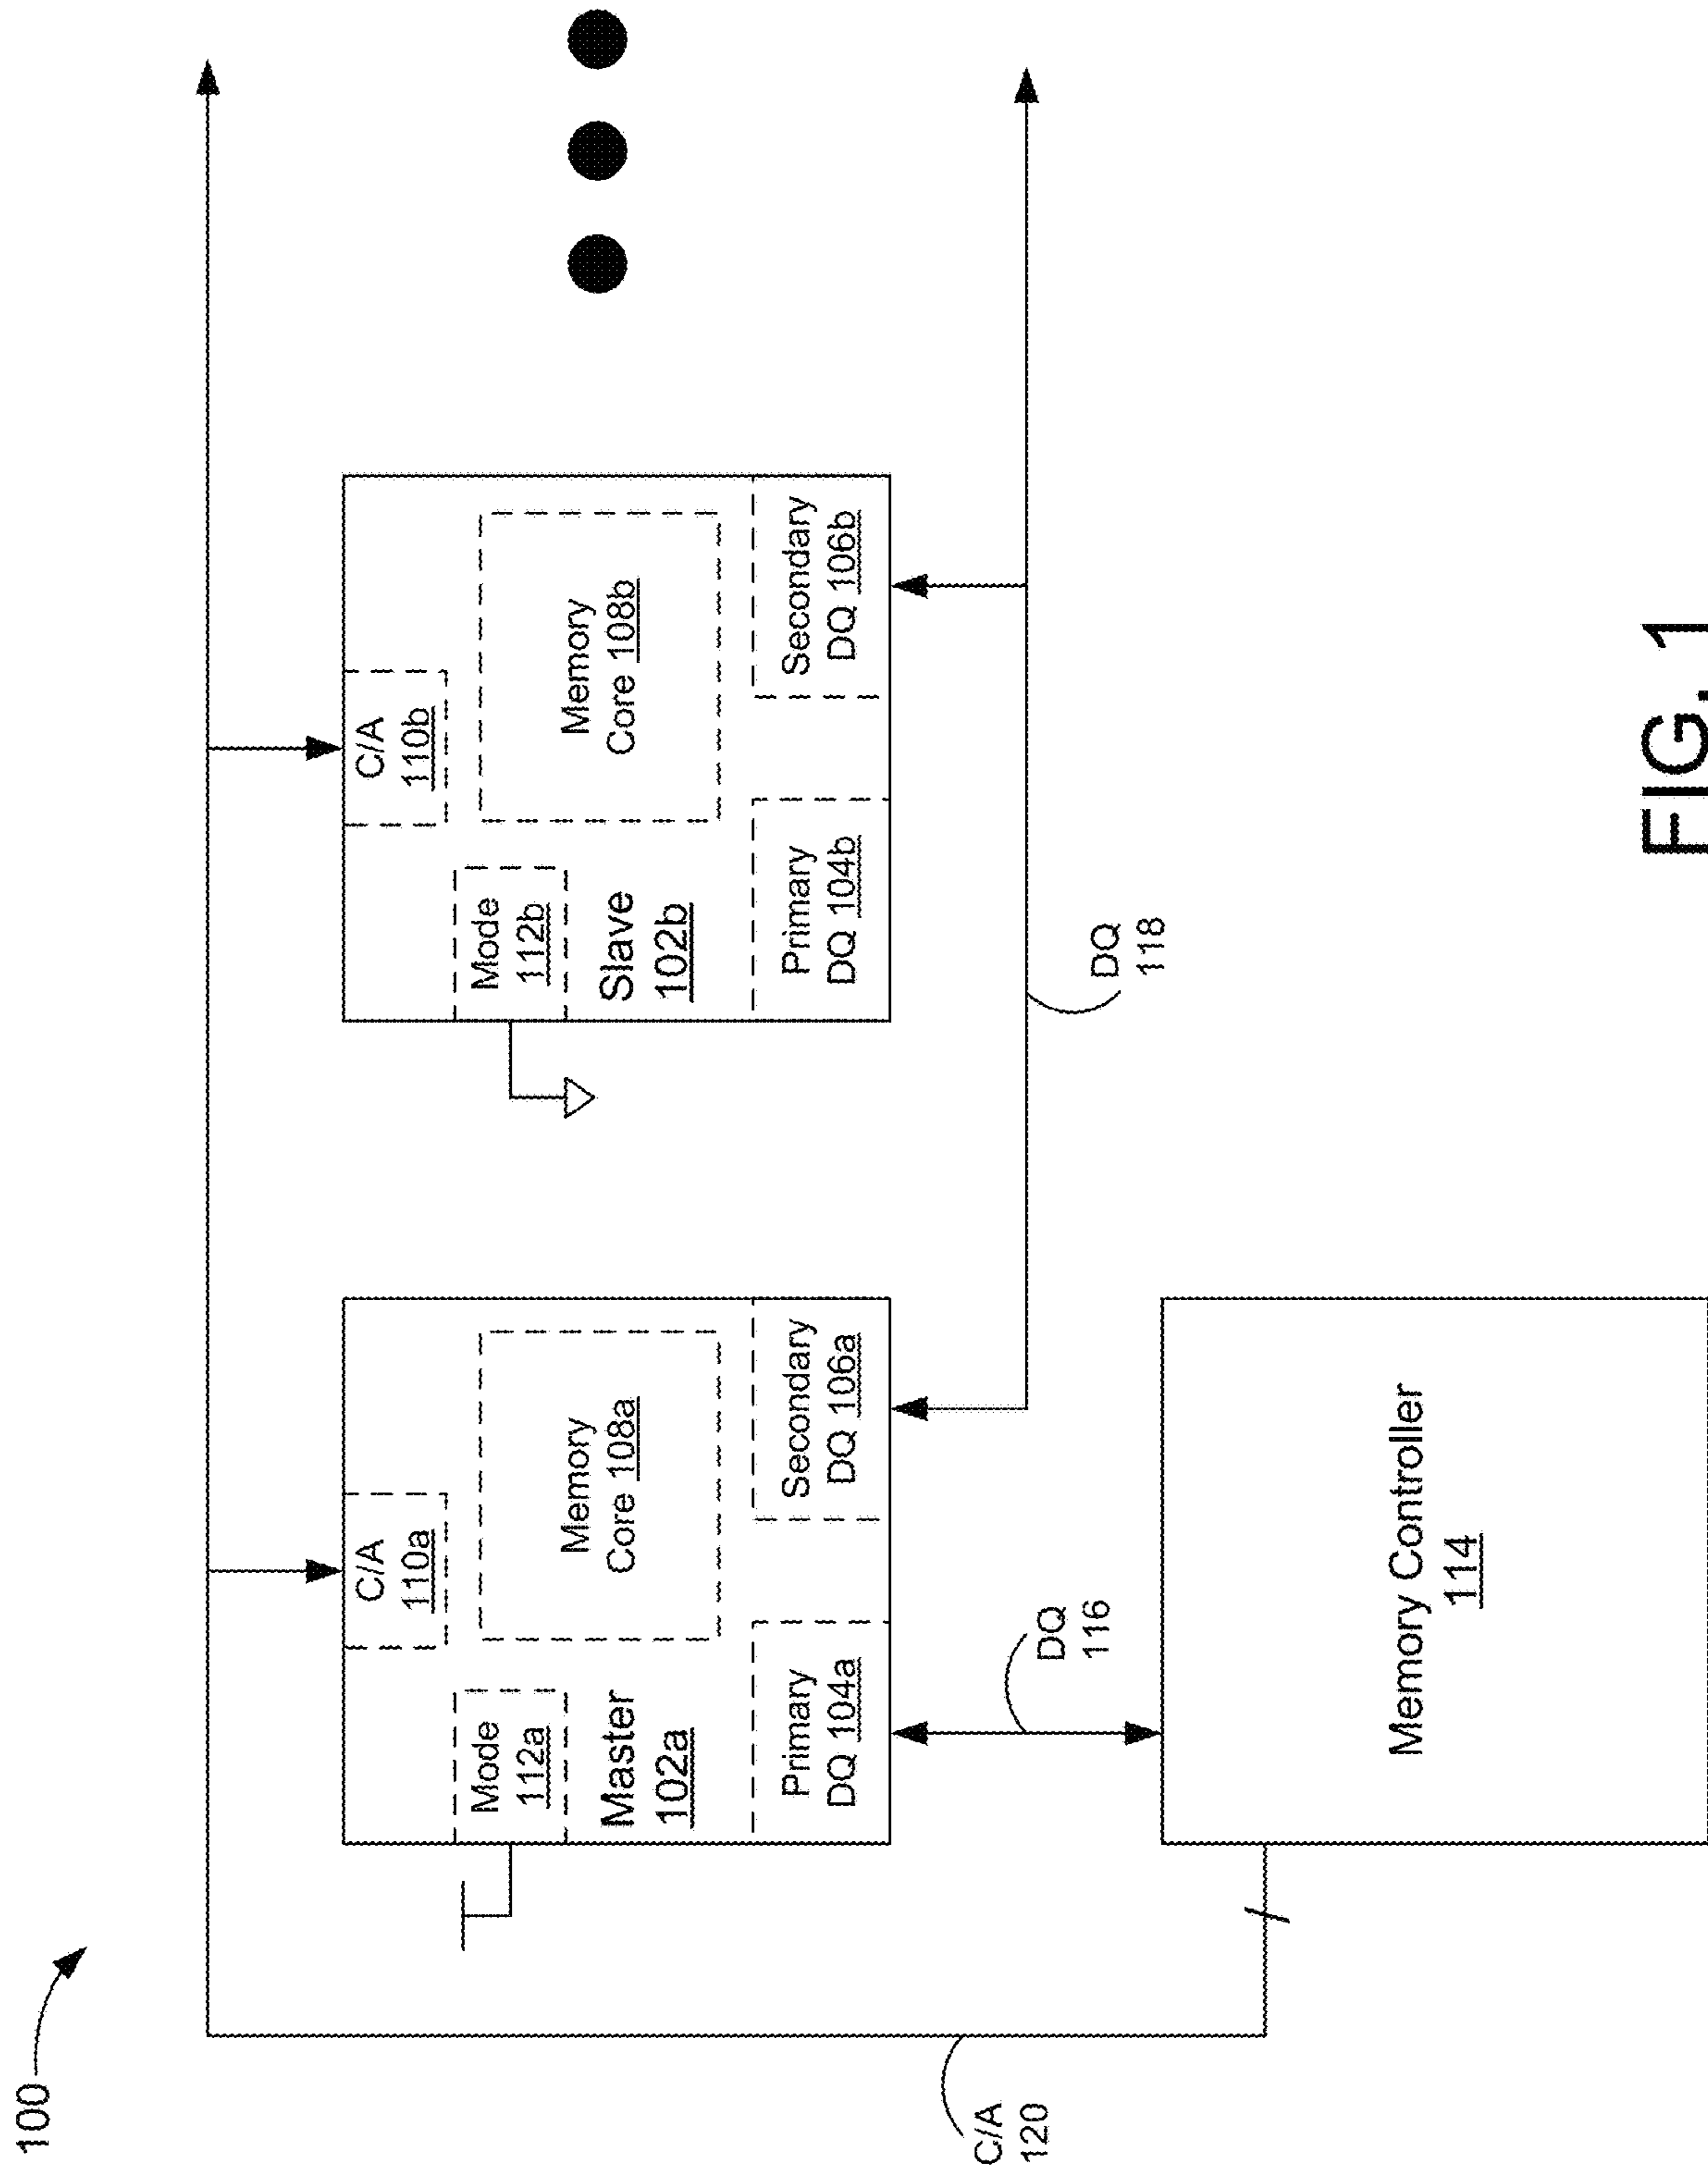 100
C/A
110a
C/A
110b
Mode
112a
Memory
Core 108a
Mode
112b
Memory
Core 108b
Master
102a
Slave
102b
Primary
DQ 104a
Secondary
DQ 106a
Primary
DQ 104b
Secondary
DQ 106b
C/A
120
DQ
116
DQ
118
Memory Controller
114
FIG. 1